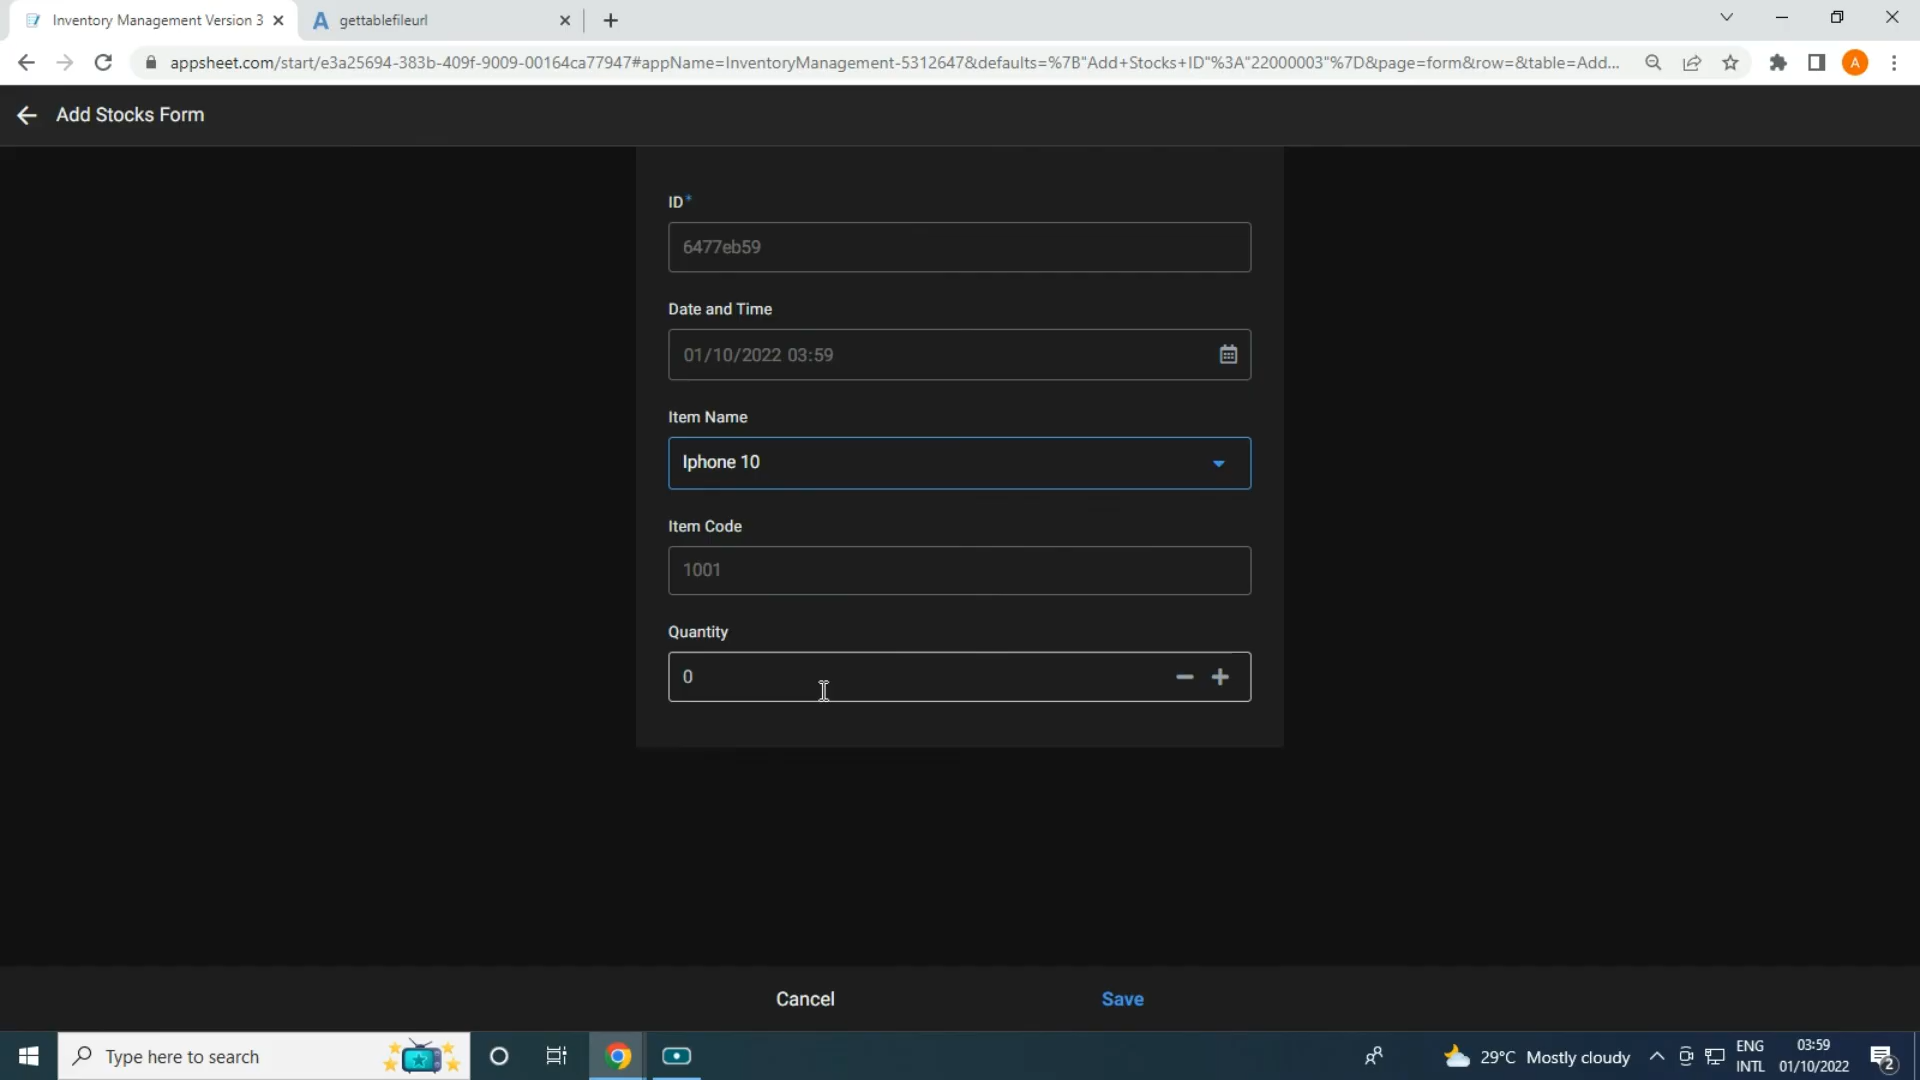 Inventory Management Version 3
gettablefileurl
appsheet.com/start/e3a25694-383b-409f-9009-00164ca77947#appName=InventoryManagement-5312647&defaults=%7B"Add+Stocks+ID"%3A"22000003"%7D&page=form&row=&table=Add...
A
Add Stocks Form
ID*
6477eb59
Date and Time
01/10/2022 03:59
Item Name
Iphone 10
Item Code
1001
Quantity
0
Cancel
Save
Type here to search
29°C Mostly cloudy
ENG
INTL
03:59
01/10/2022
2